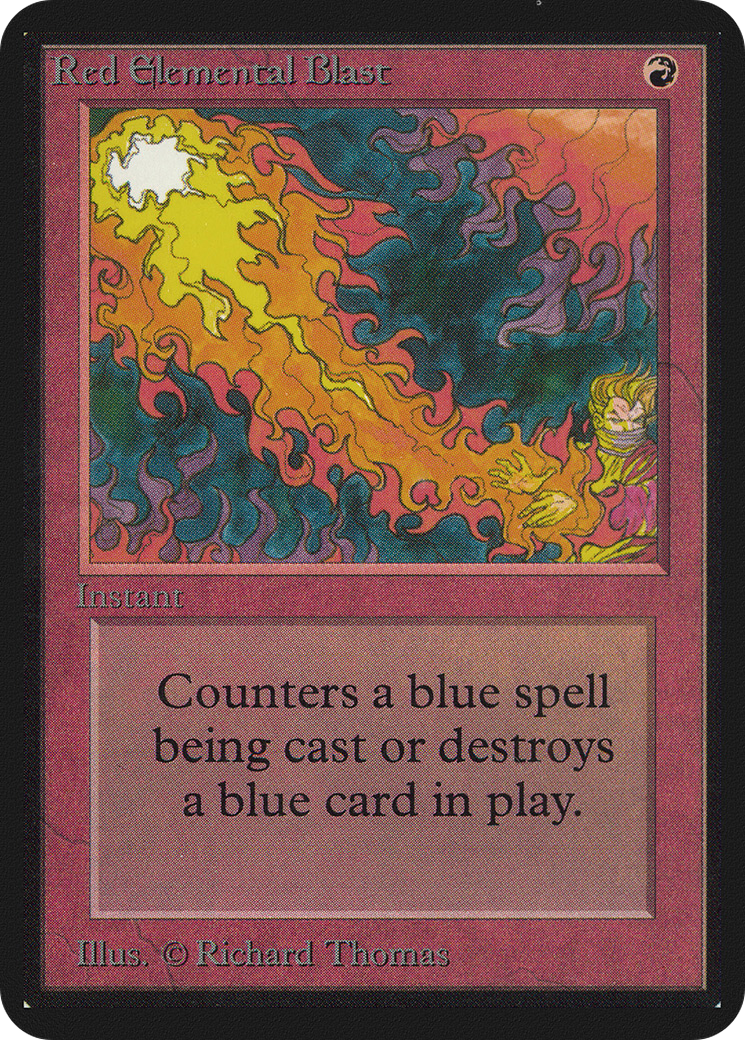 Red Elemental Blast
Instant
Counters a blue spell
being cast or destroys
a blue card in play.
Illus. © Richard Thomas